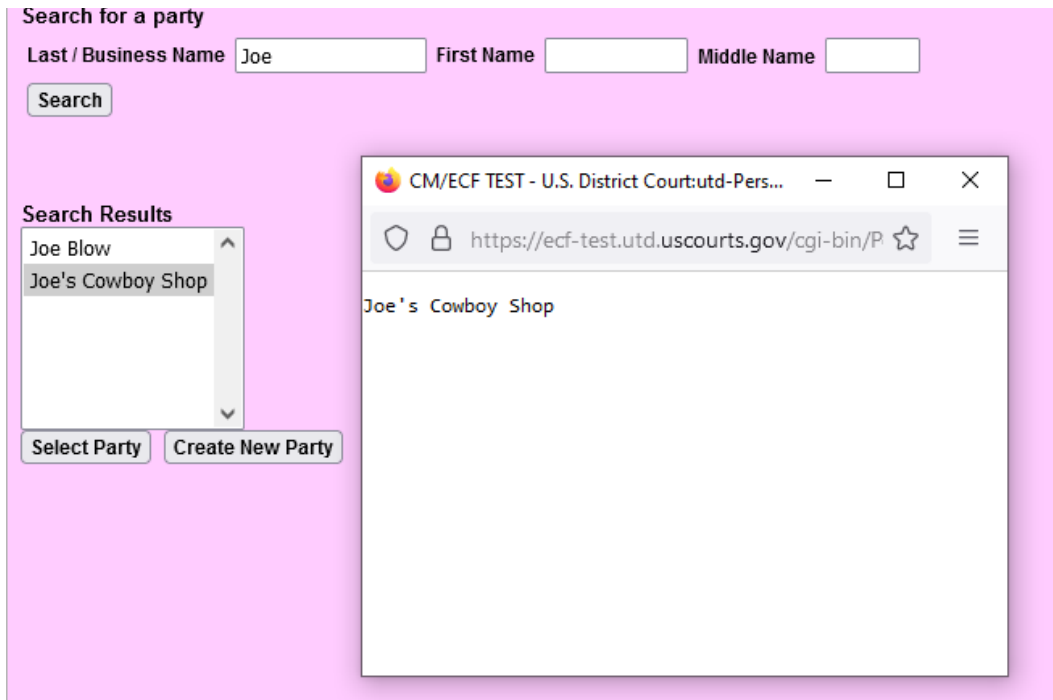 Search for a party
Last / Business Name Joe First Name Middle Name
Search
Search Results
Joe Blow
Joe's Cowboy Shop
Select Party Create New Party
CM/ECF TEST - U.S. District Court:utd-Pers...
https://ecf-test.utd.uscourts.gov/cgi-bin/P
Joe's Cowboy Shop